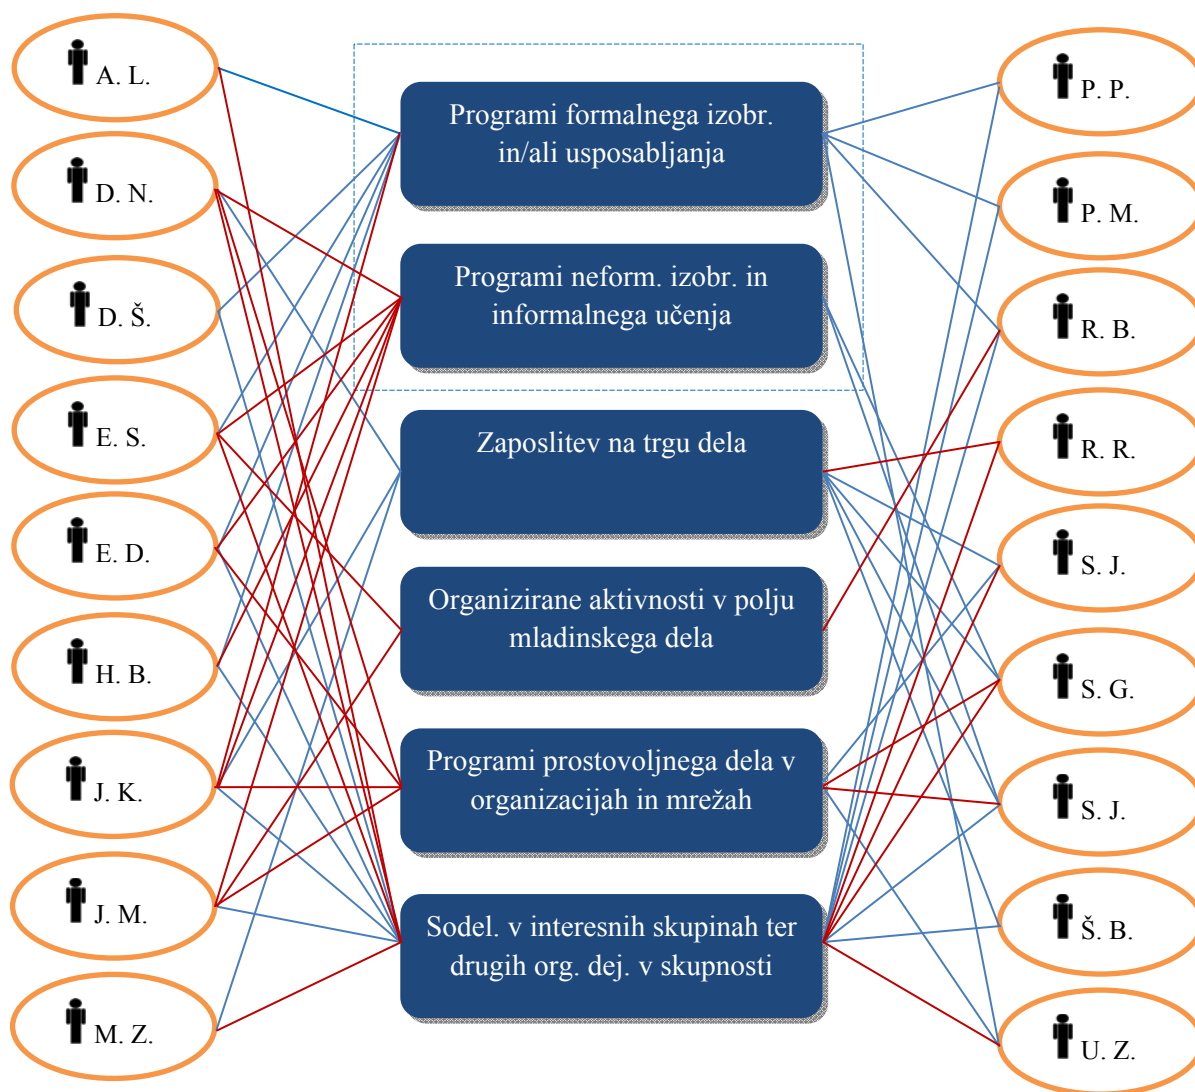 A. L.
D. N.
D. Š.
E. S.
E. D.
H. B.
J. K.
J. M.
M. Z.
Programi formalnega izobr.
in/ali usposabljanja
Programi neform. izobr. in
informalnega učenja
Zaposlitev na trgu dela
Organizirane aktivnosti v polju
mladinskega dela
Programi prostovoljnega dela v
organizacijah in mrežah
Sodel. v interesnih skupinah ter
drugih org. dej. v skupnosti
P. P.
P. M.
R. B.
R. R.
S. J.
S. G.
S. J.
Š. B.
U. Z.